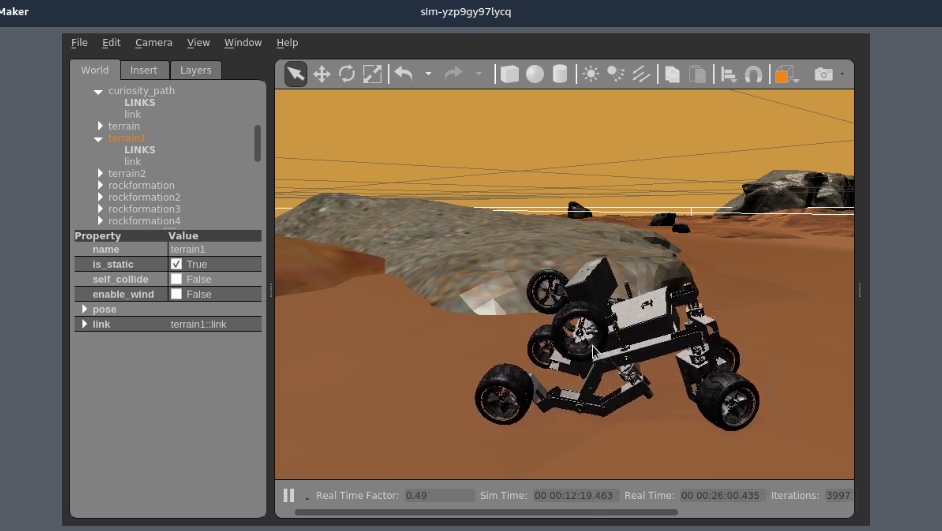 Maker sim-yzp9gy97lycq
File Edit Camera View Window Help
World Insert Layers
curiosity_path
LINKS
link
terrain
terrain1
LINKS
link
terrain2
rockformation
rockformation2
rockformation3
rockformation4
Property Value
name terrain1
is_static True
self_collide False
enable_wind False
pose
link terrain1::link
Real Time Factor: 0.49 Sim Time: 00 00:12:19.463 Real Time: 00 00:26:00.435 Iterations: 3997